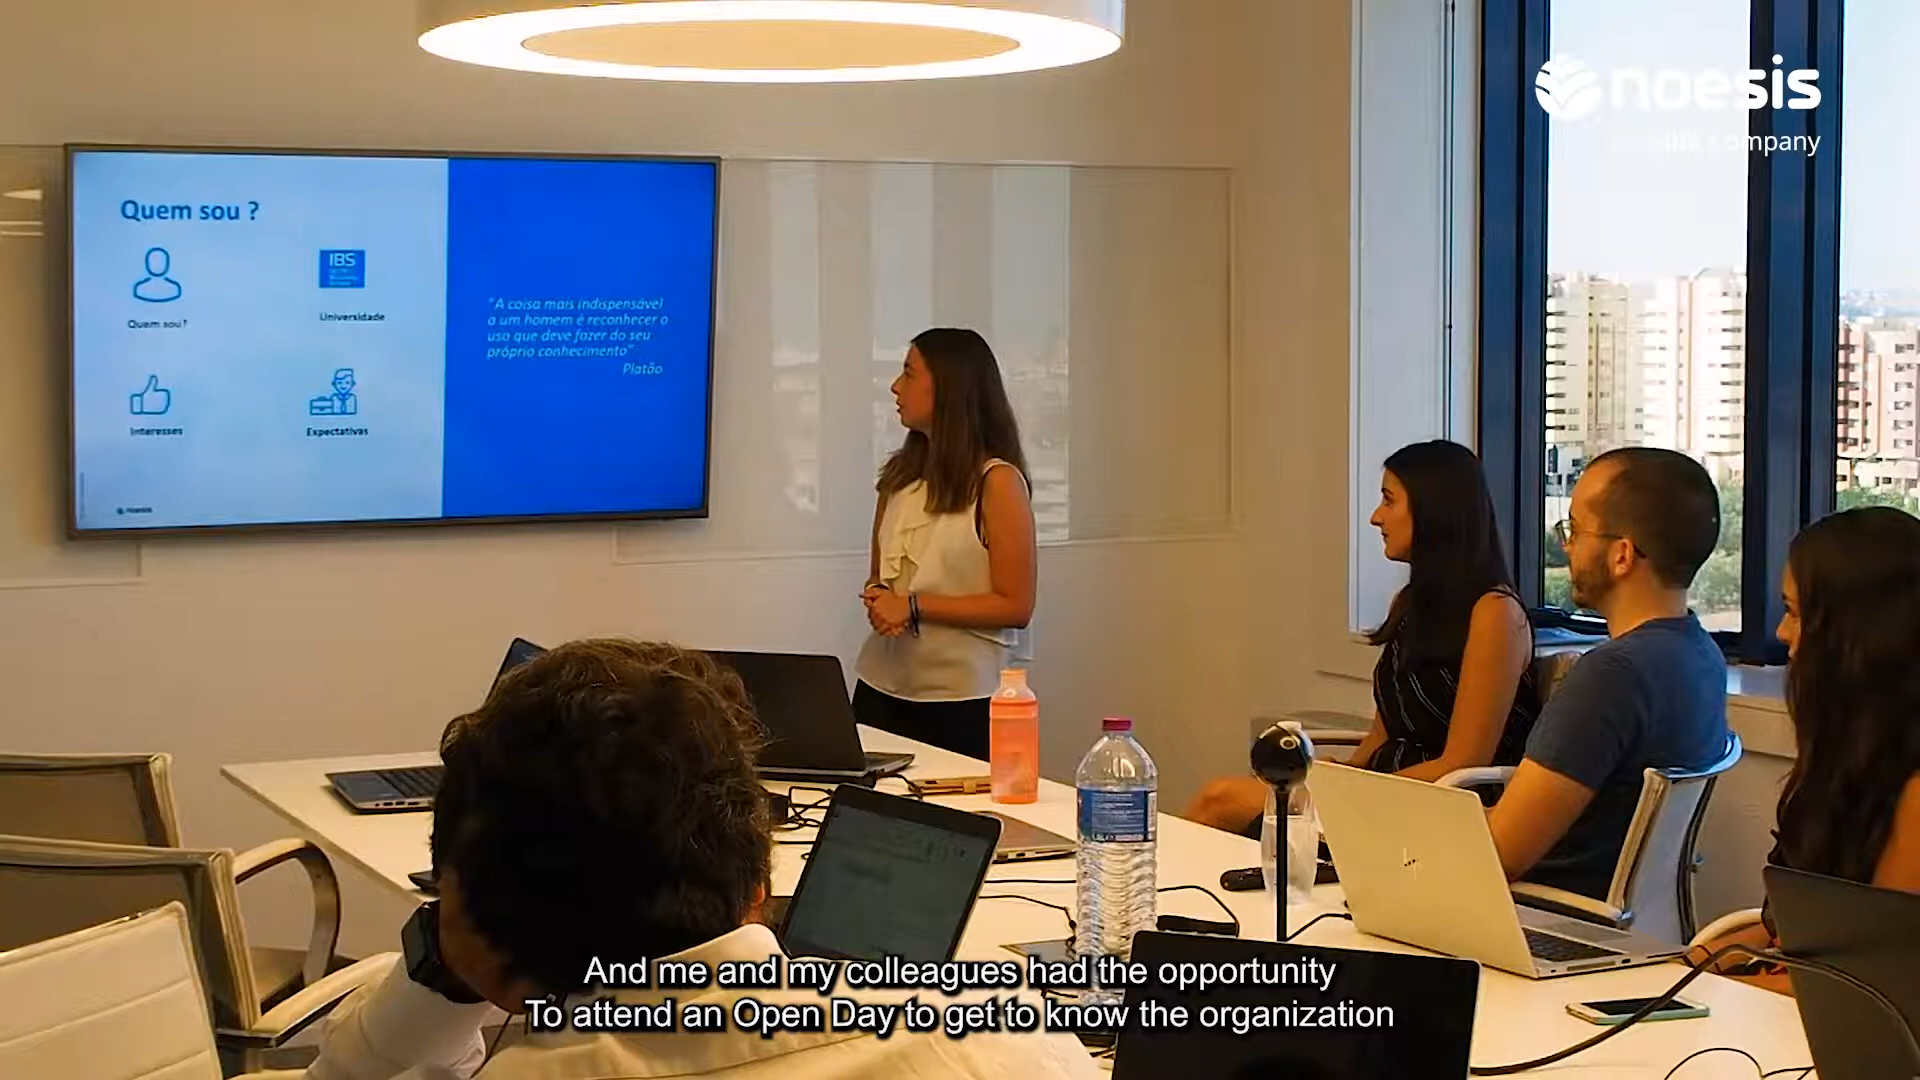 noesis
company
Quem sou ?
IBS
Quem sou?
Universidade
Interesses
Expectativas
"A coisa mais indispensável
a um homem é reconhecer o
uso que deve fazer do seu
próprio conhecimento"
Platão
And me and my colleagues had the opportunity
To attend an Open Day to get to know the organization